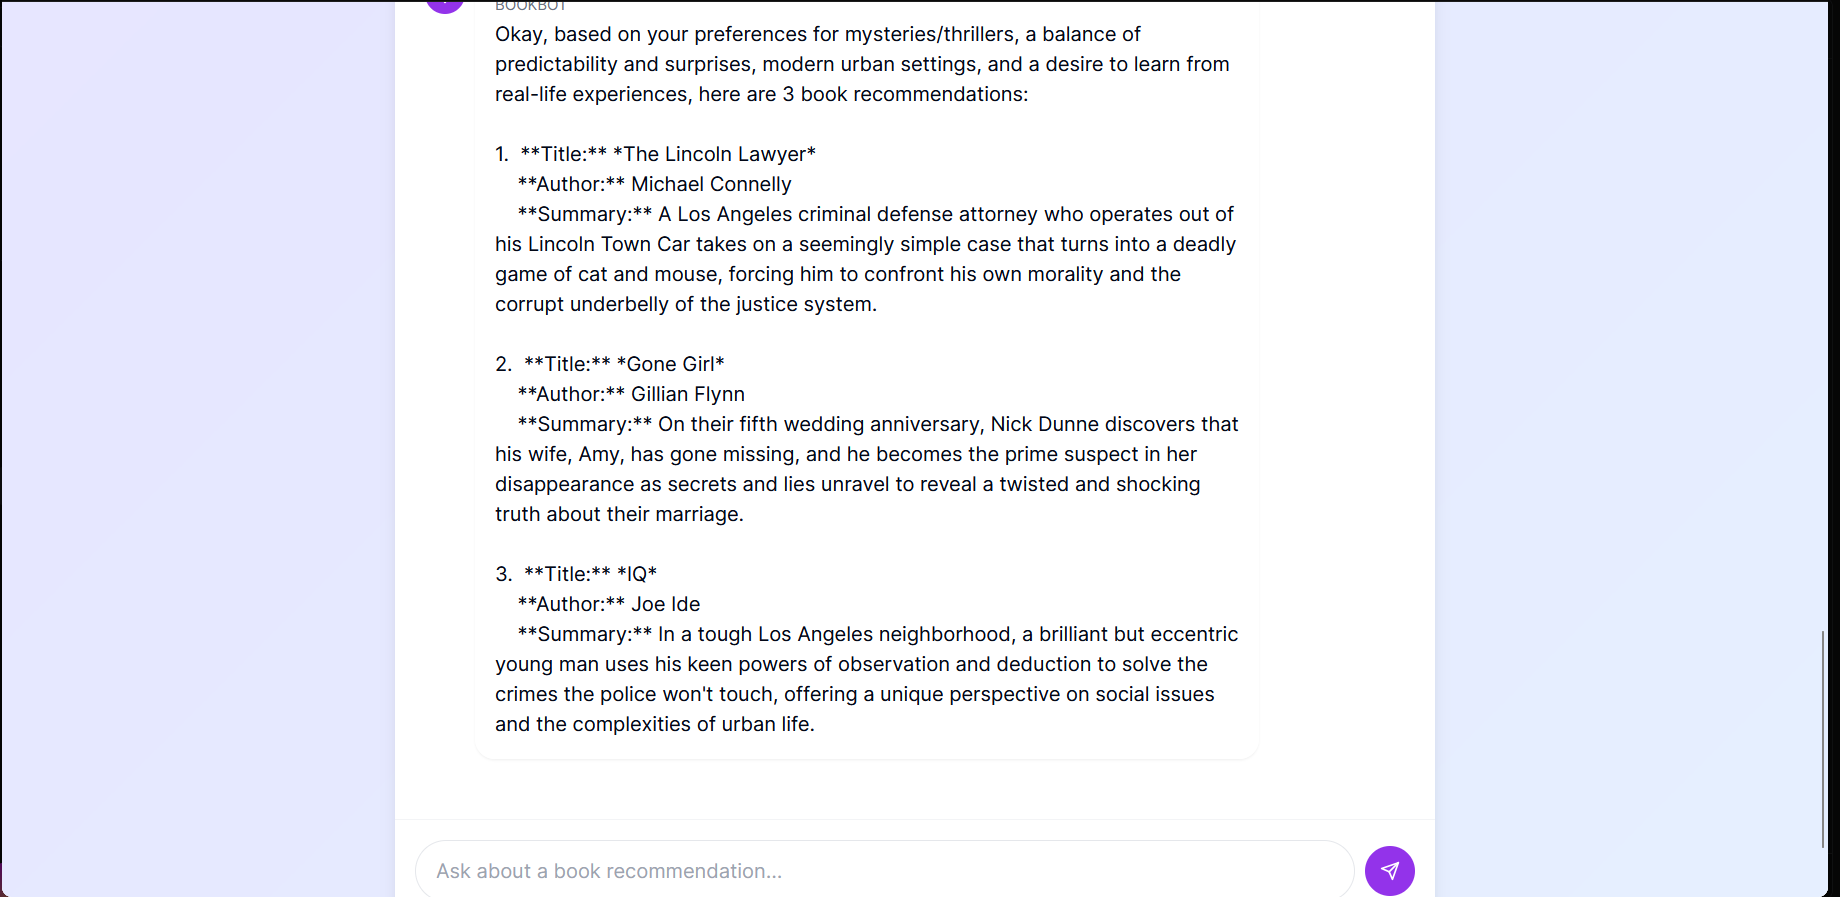 BOOKBOT
Okay, based on your preferences for mysteries/thrillers, a balance of
predictability and surprises, modern urban settings, and a desire to learn from
real-life experiences, here are 3 book recommendations:
1.  **Title:** *The Lincoln Lawyer*
**Author:** Michael Connelly
**Summary:** A Los Angeles criminal defense attorney who operates out of
his Lincoln Town Car takes on a seemingly simple case that turns into a deadly
game of cat and mouse, forcing him to confront his own morality and the
corrupt underbelly of the justice system.
2.  **Title:** *Gone Girl*
**Author:** Gillian Flynn
**Summary:** On their fifth wedding anniversary, Nick Dunne discovers that
his wife, Amy, has gone missing, and he becomes the prime suspect in her
disappearance as secrets and lies unravel to reveal a twisted and shocking
truth about their marriage.
3.  **Title:** *IQ*
**Author:** Joe Ide
**Summary:** In a tough Los Angeles neighborhood, a brilliant but eccentric
young man uses his keen powers of observation and deduction to solve the
crimes the police won't touch, offering a unique perspective on social issues
and the complexities of urban life.
Ask about a book recommendation...